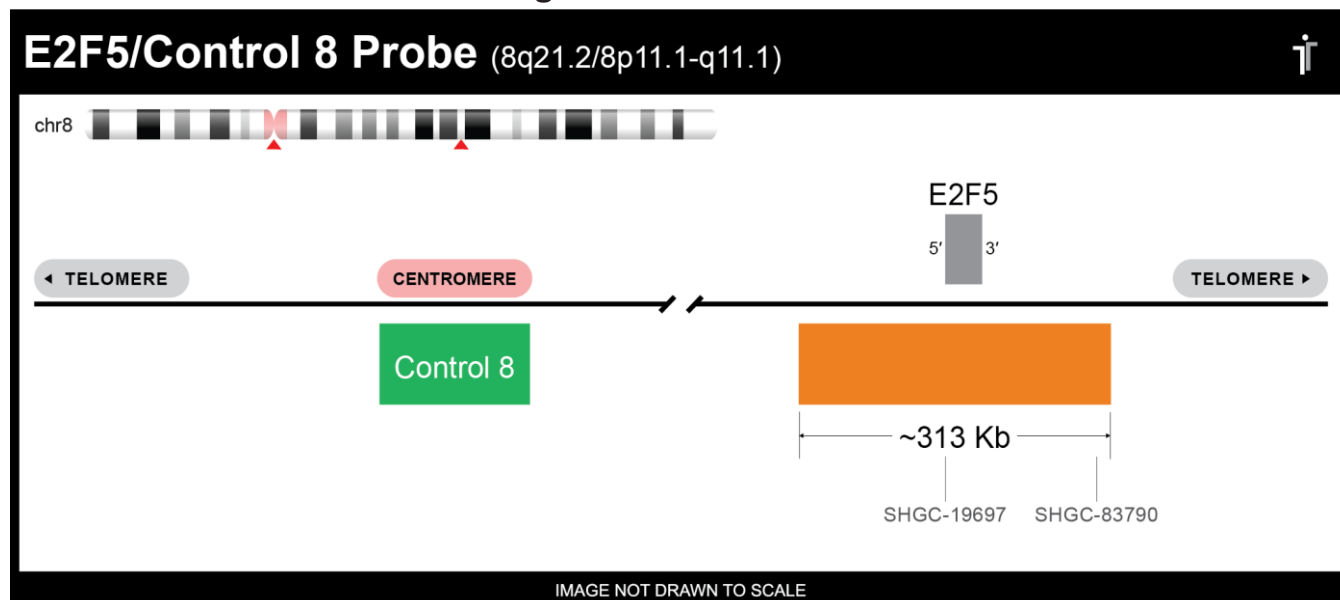 E2F5/Control 8 Probe (8q21.2/8p11.1-q11.1)
chr8
E2F5
5′ 3′
◂ TELOMERE CENTROMERE TELOMERE ▸
Control 8
~313 Kb
SHGC-19697 SHGC-83790
IMAGE NOT DRAWN TO SCALE